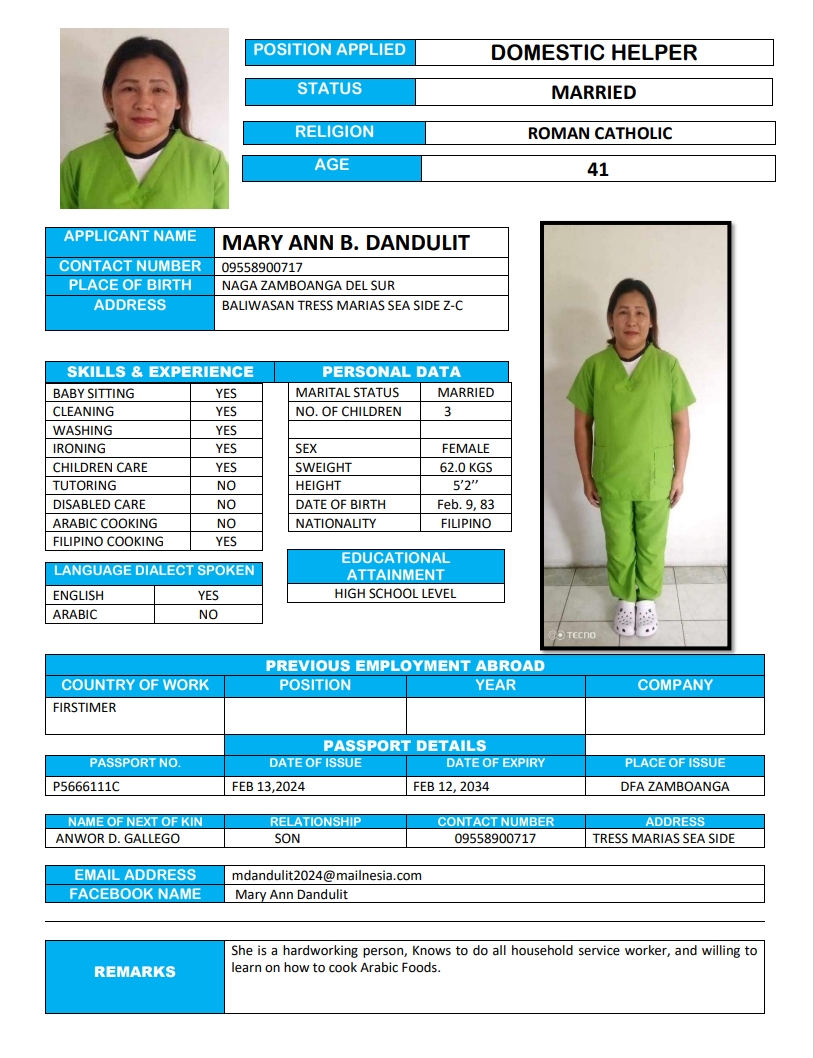 POSITION APPLIED DOMESTIC HELPER
STATUS MARRIED
RELIGION ROMAN CATHOLIC
AGE 41
APPLICANT NAME MARY ANN B. DANDULIT
CONTACT NUMBER 09558900717
PLACE OF BIRTH NAGA ZAMBOANGA DEL SUR
ADDRESS BALIWASAN TRESS MARIAS SEA SIDE Z-C
SKILLS & EXPERIENCE
BABY SITTING YES
CLEANING YES
WASHING YES
IRONING YES
CHILDREN CARE YES
TUTORING NO
DISABLED CARE NO
ARABIC COOKING NO
FILIPINO COOKING YES
LANGUAGE DIALECT SPOKEN
ENGLISH YES
ARABIC NO
PERSONAL DATA
MARITAL STATUS MARRIED
NO. OF CHILDREN 3
SEX FEMALE
SWEIGHT 62.0 KGS
HEIGHT 5’2’’
DATE OF BIRTH Feb. 9, 83
NATIONALITY FILIPINO
EDUCATIONAL
ATTAINMENT
HIGH SCHOOL LEVEL
TECNO
PREVIOUS EMPLOYMENT ABROAD
COUNTRY OF WORK POSITION YEAR COMPANY
FIRSTIMER
PASSPORT DETAILS
PASSPORT NO. DATE OF ISSUE DATE OF EXPIRY PLACE OF ISSUE
P5666111C FEB 13,2024 FEB 12, 2034 DFA ZAMBOANGA
NAME OF NEXT OF KIN RELATIONSHIP CONTACT NUMBER ADDRESS
ANWOR D. GALLEGO SON 09558900717 TRESS MARIAS SEA SIDE
EMAIL ADDRESS mdandulit2024@mailnesia.com
FACEBOOK NAME Mary Ann Dandulit
REMARKS
She is a hardworking person, Knows to do all household service worker, and willing to
learn on how to cook Arabic Foods.